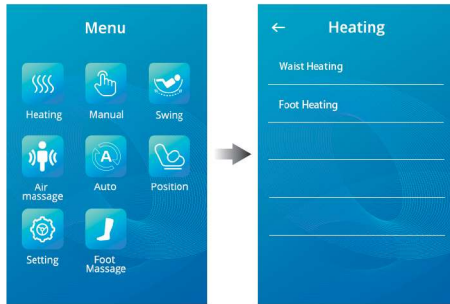 Menu
Heating
Manual
Swing
Air
massage
A
Auto
Position
Setting
Foot
Massage
← Heating
Waist Heating
Foot Heating